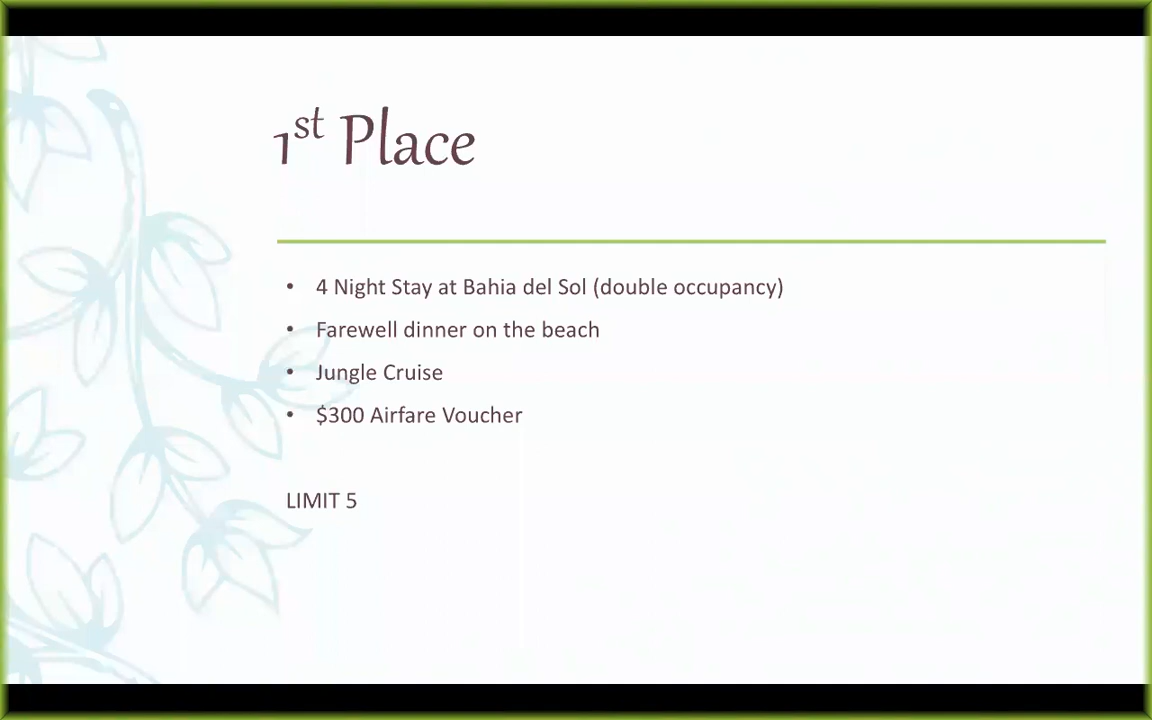 1st Place
• 4 Night Stay at Bahia del Sol (double occupancy)
• Farewell dinner on the beach
• Jungle Cruise
• $300 Airfare Voucher
LIMIT 5